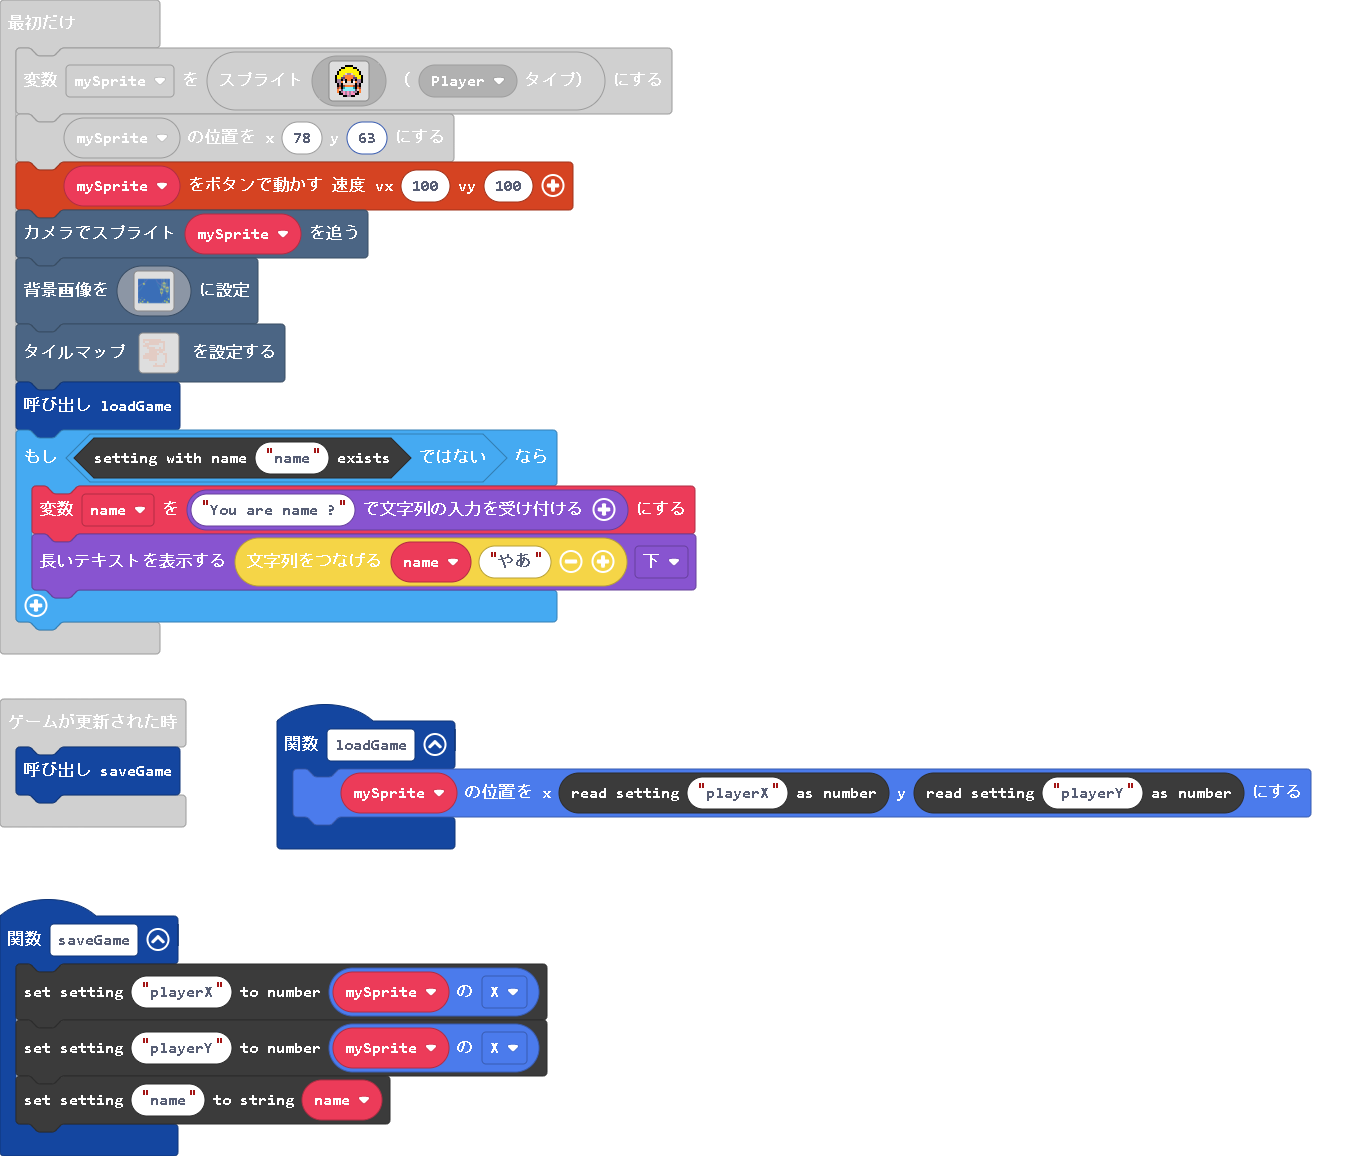 最初だけ
変数 mySprite を スプライト ( Player タイプ) にする
mySprite の位置を x 78 y 63 にする
mySprite をボタンで動かす 速度 vx 100 vy 100
カメラでスプライト mySprite を追う
背景画像を に設定
タイルマップ を設定する
呼び出し loadGame
もし setting with name "name" exists ではない なら
変数 name を "You are name ?" で文字列の入力を受け付ける にする
長いテキストを表示する 文字列をつなげる name "やあ" 下
ゲームが更新された時
呼び出し saveGame
関数 loadGame
mySprite の位置を x read setting "playerX" as number y read setting "playerY" as number にする
関数 saveGame
set setting "playerX" to number mySprite の X
set setting "playerY" to number mySprite の X
set setting "name" to string name